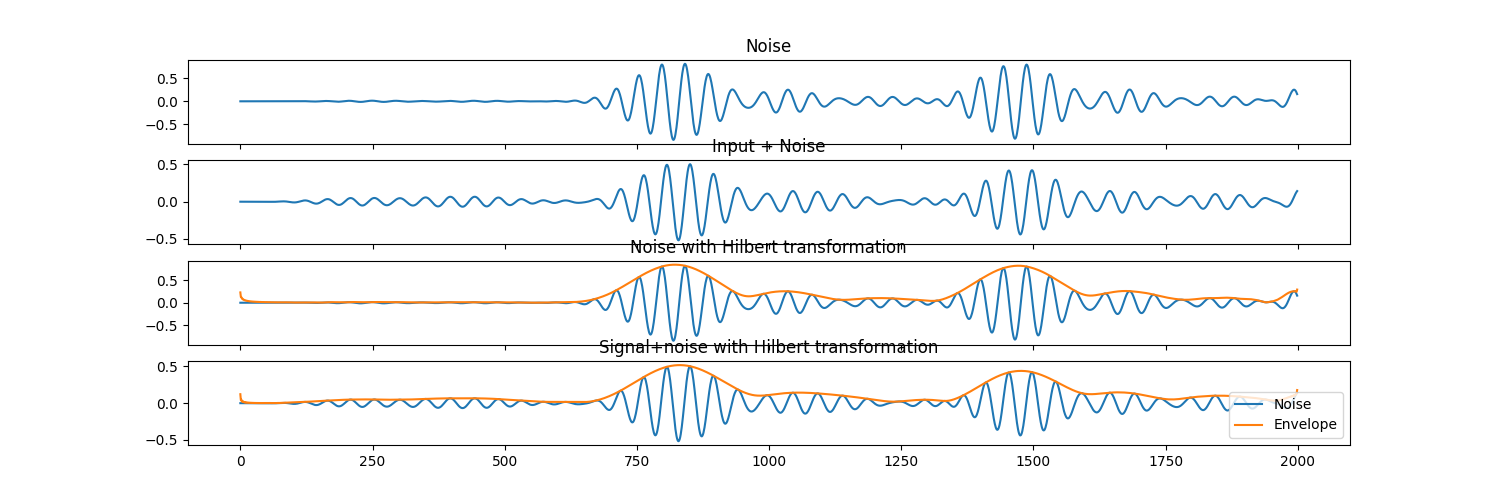 Noise
0.5
0.0
−0.5
Input + Noise
0.5
0.0
−0.5
Noise with Hilbert transformation
0.5
0.0
−0.5
Signal+noise with Hilbert transformation
0.5
0.0
−0.5
Noise
Envelope
0 250 500 750 1000 1250 1500 1750 2000